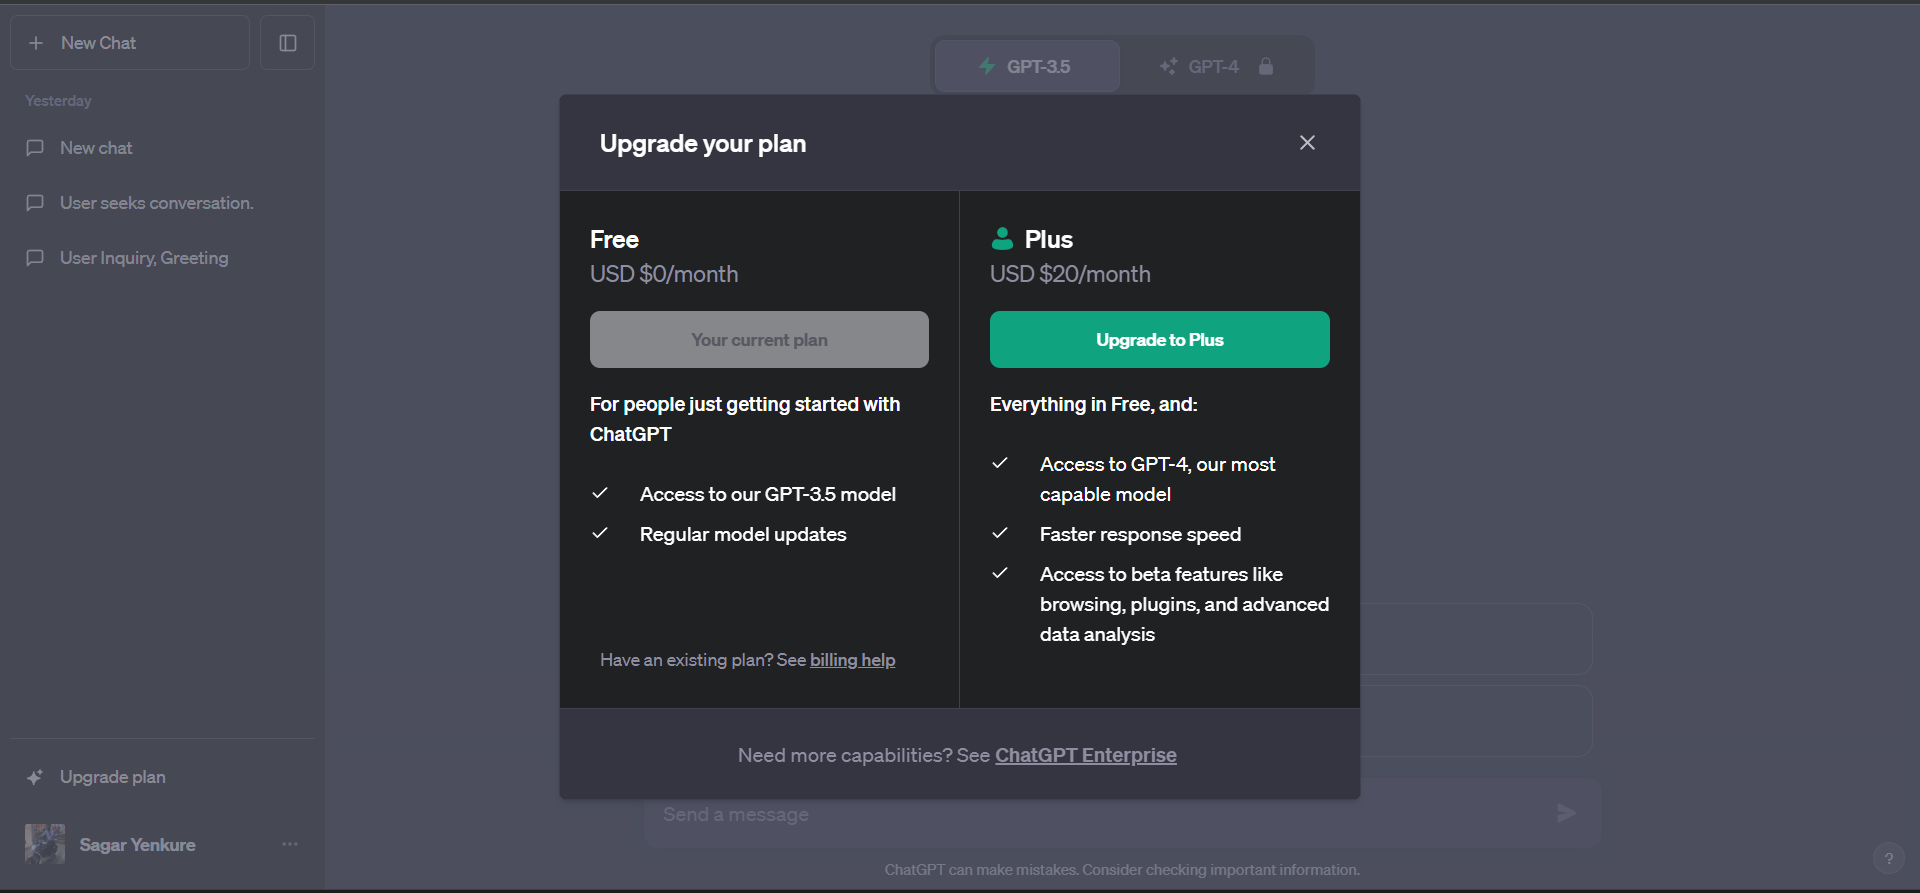 New Chat
Yesterday
New chat
User seeks conversation.
User Inquiry, Greeting
Upgrade plan
Sagar Yenkure
GPT-3.5
GPT-4
Upgrade your plan
Free
USD $0/month
Your current plan
For people just getting started with
ChatGPT
Access to our GPT-3.5 model
Regular model updates
Have an existing plan? See billing help
Plus
USD $20/month
Upgrade to Plus
Everything in Free, and:
Access to GPT-4, our most
capable model
Faster response speed
Access to beta features like
browsing, plugins, and advanced
data analysis
Need more capabilities? See ChatGPT Enterprise
Send a message
ChatGPT can make mistakes. Consider checking important information.
?